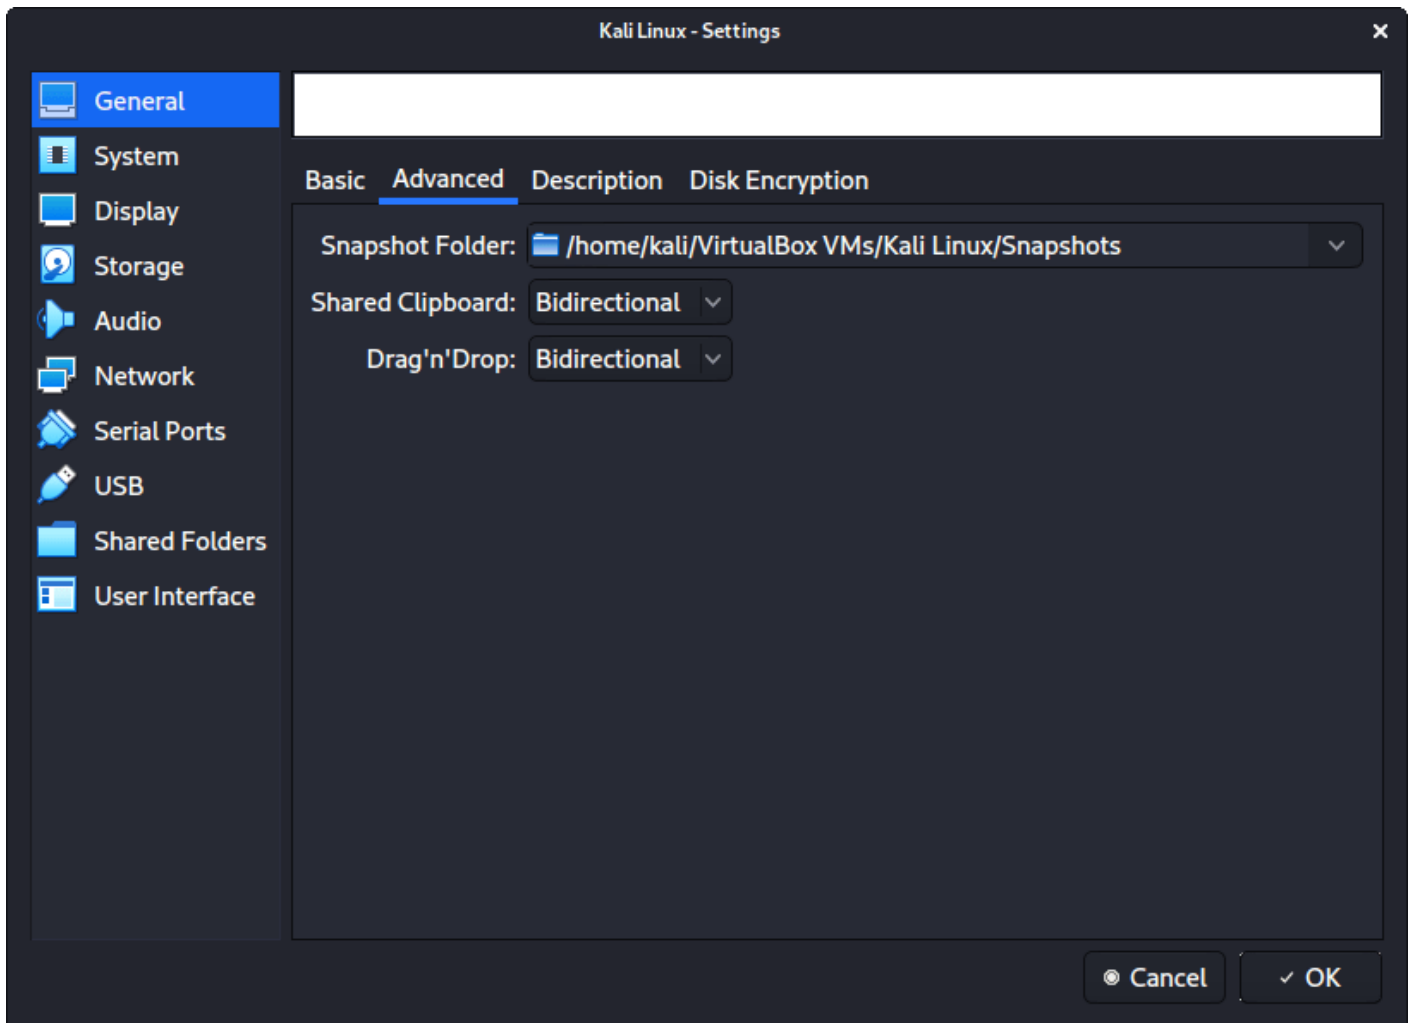 Kali Linux - Settings
General
System
Display
Storage
Audio
Network
Serial Ports
USB
Shared Folders
User Interface
Basic Advanced Description Disk Encryption
Snapshot Folder: /home/kali/VirtualBox VMs/Kali Linux/Snapshots
Shared Clipboard: Bidirectional
Drag'n'Drop: Bidirectional
Cancel OK